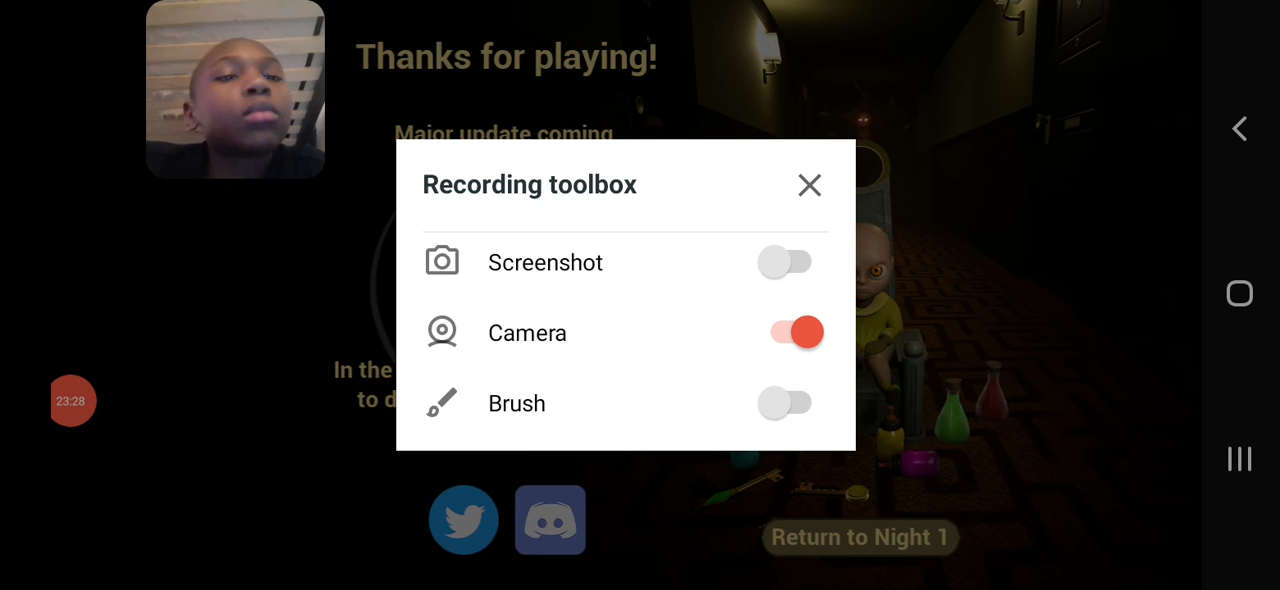 Thanks for playing!
Major update coming
Recording toolbox
Screenshot
Camera
Brush
In the
to d
23:28
Return to Night 1